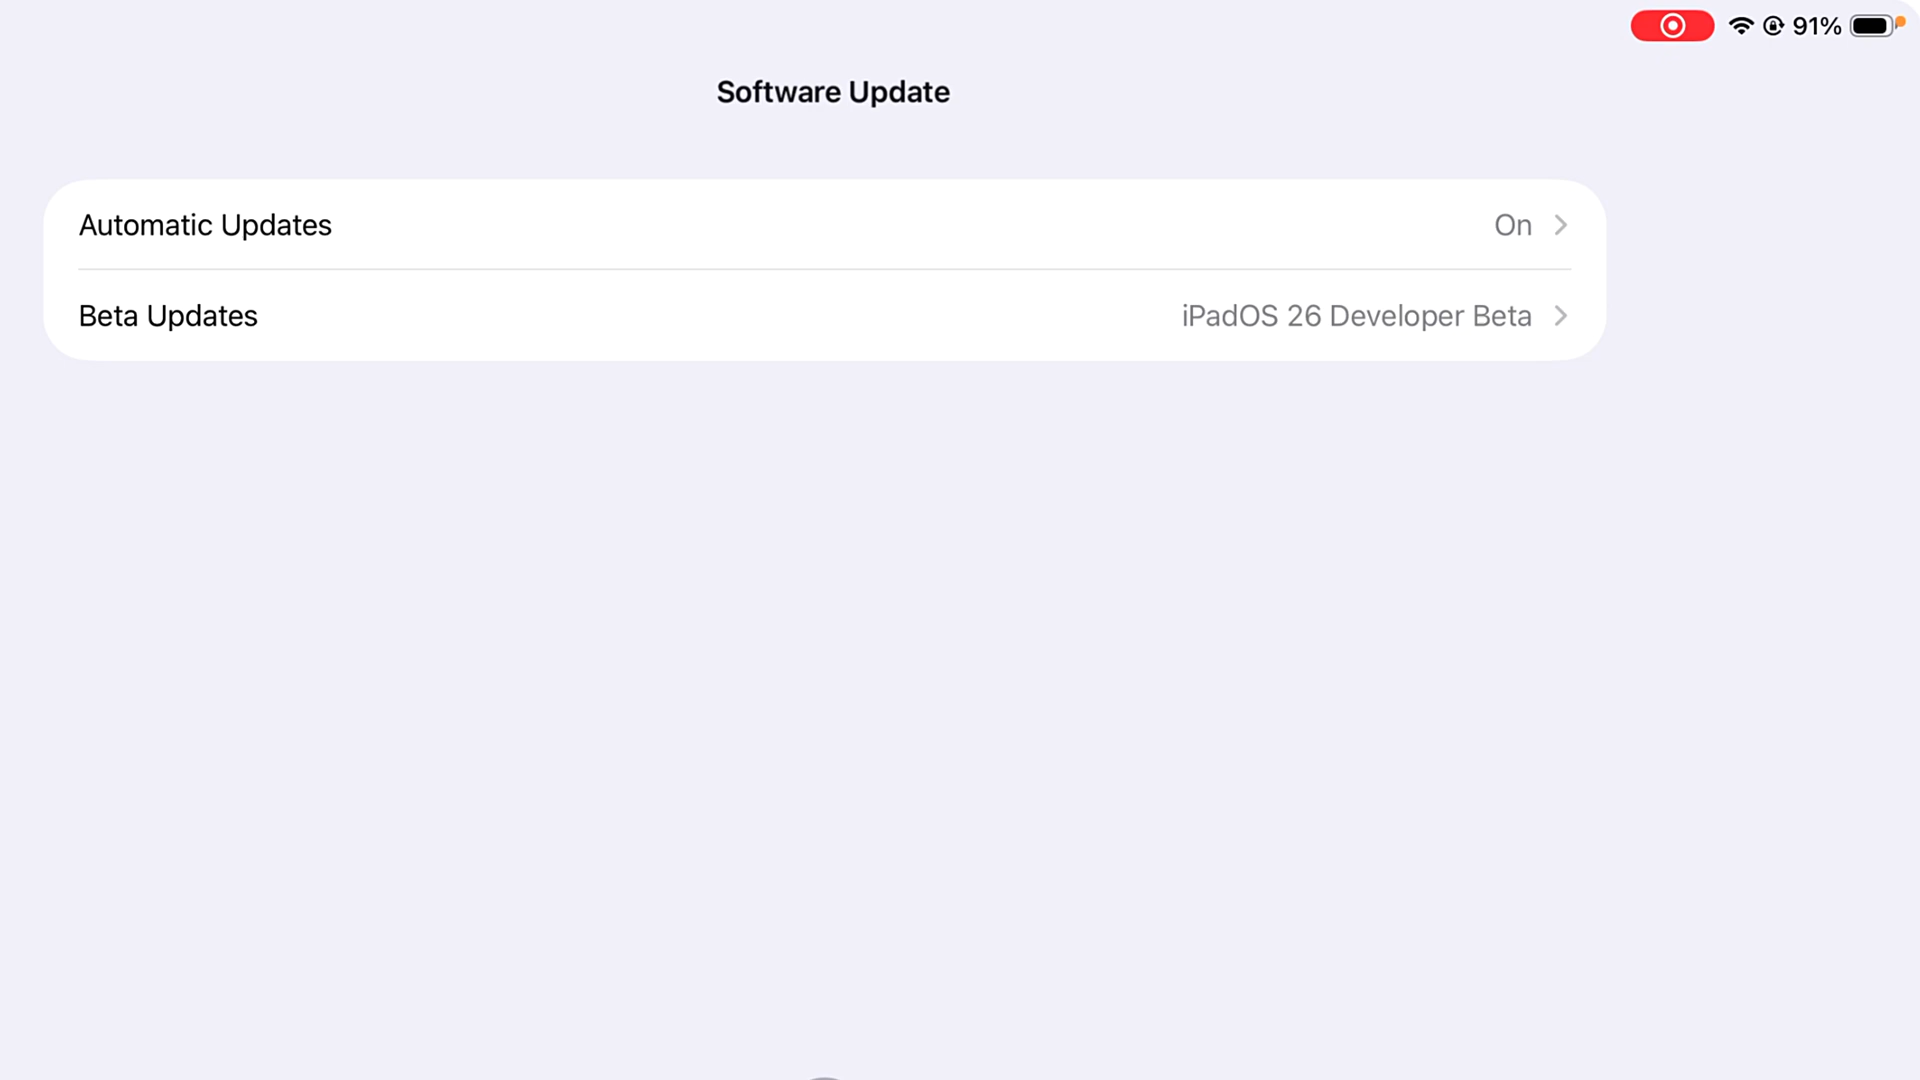 91%
Software Update
Automatic Updates On
Beta Updates iPadOS 26 Developer Beta